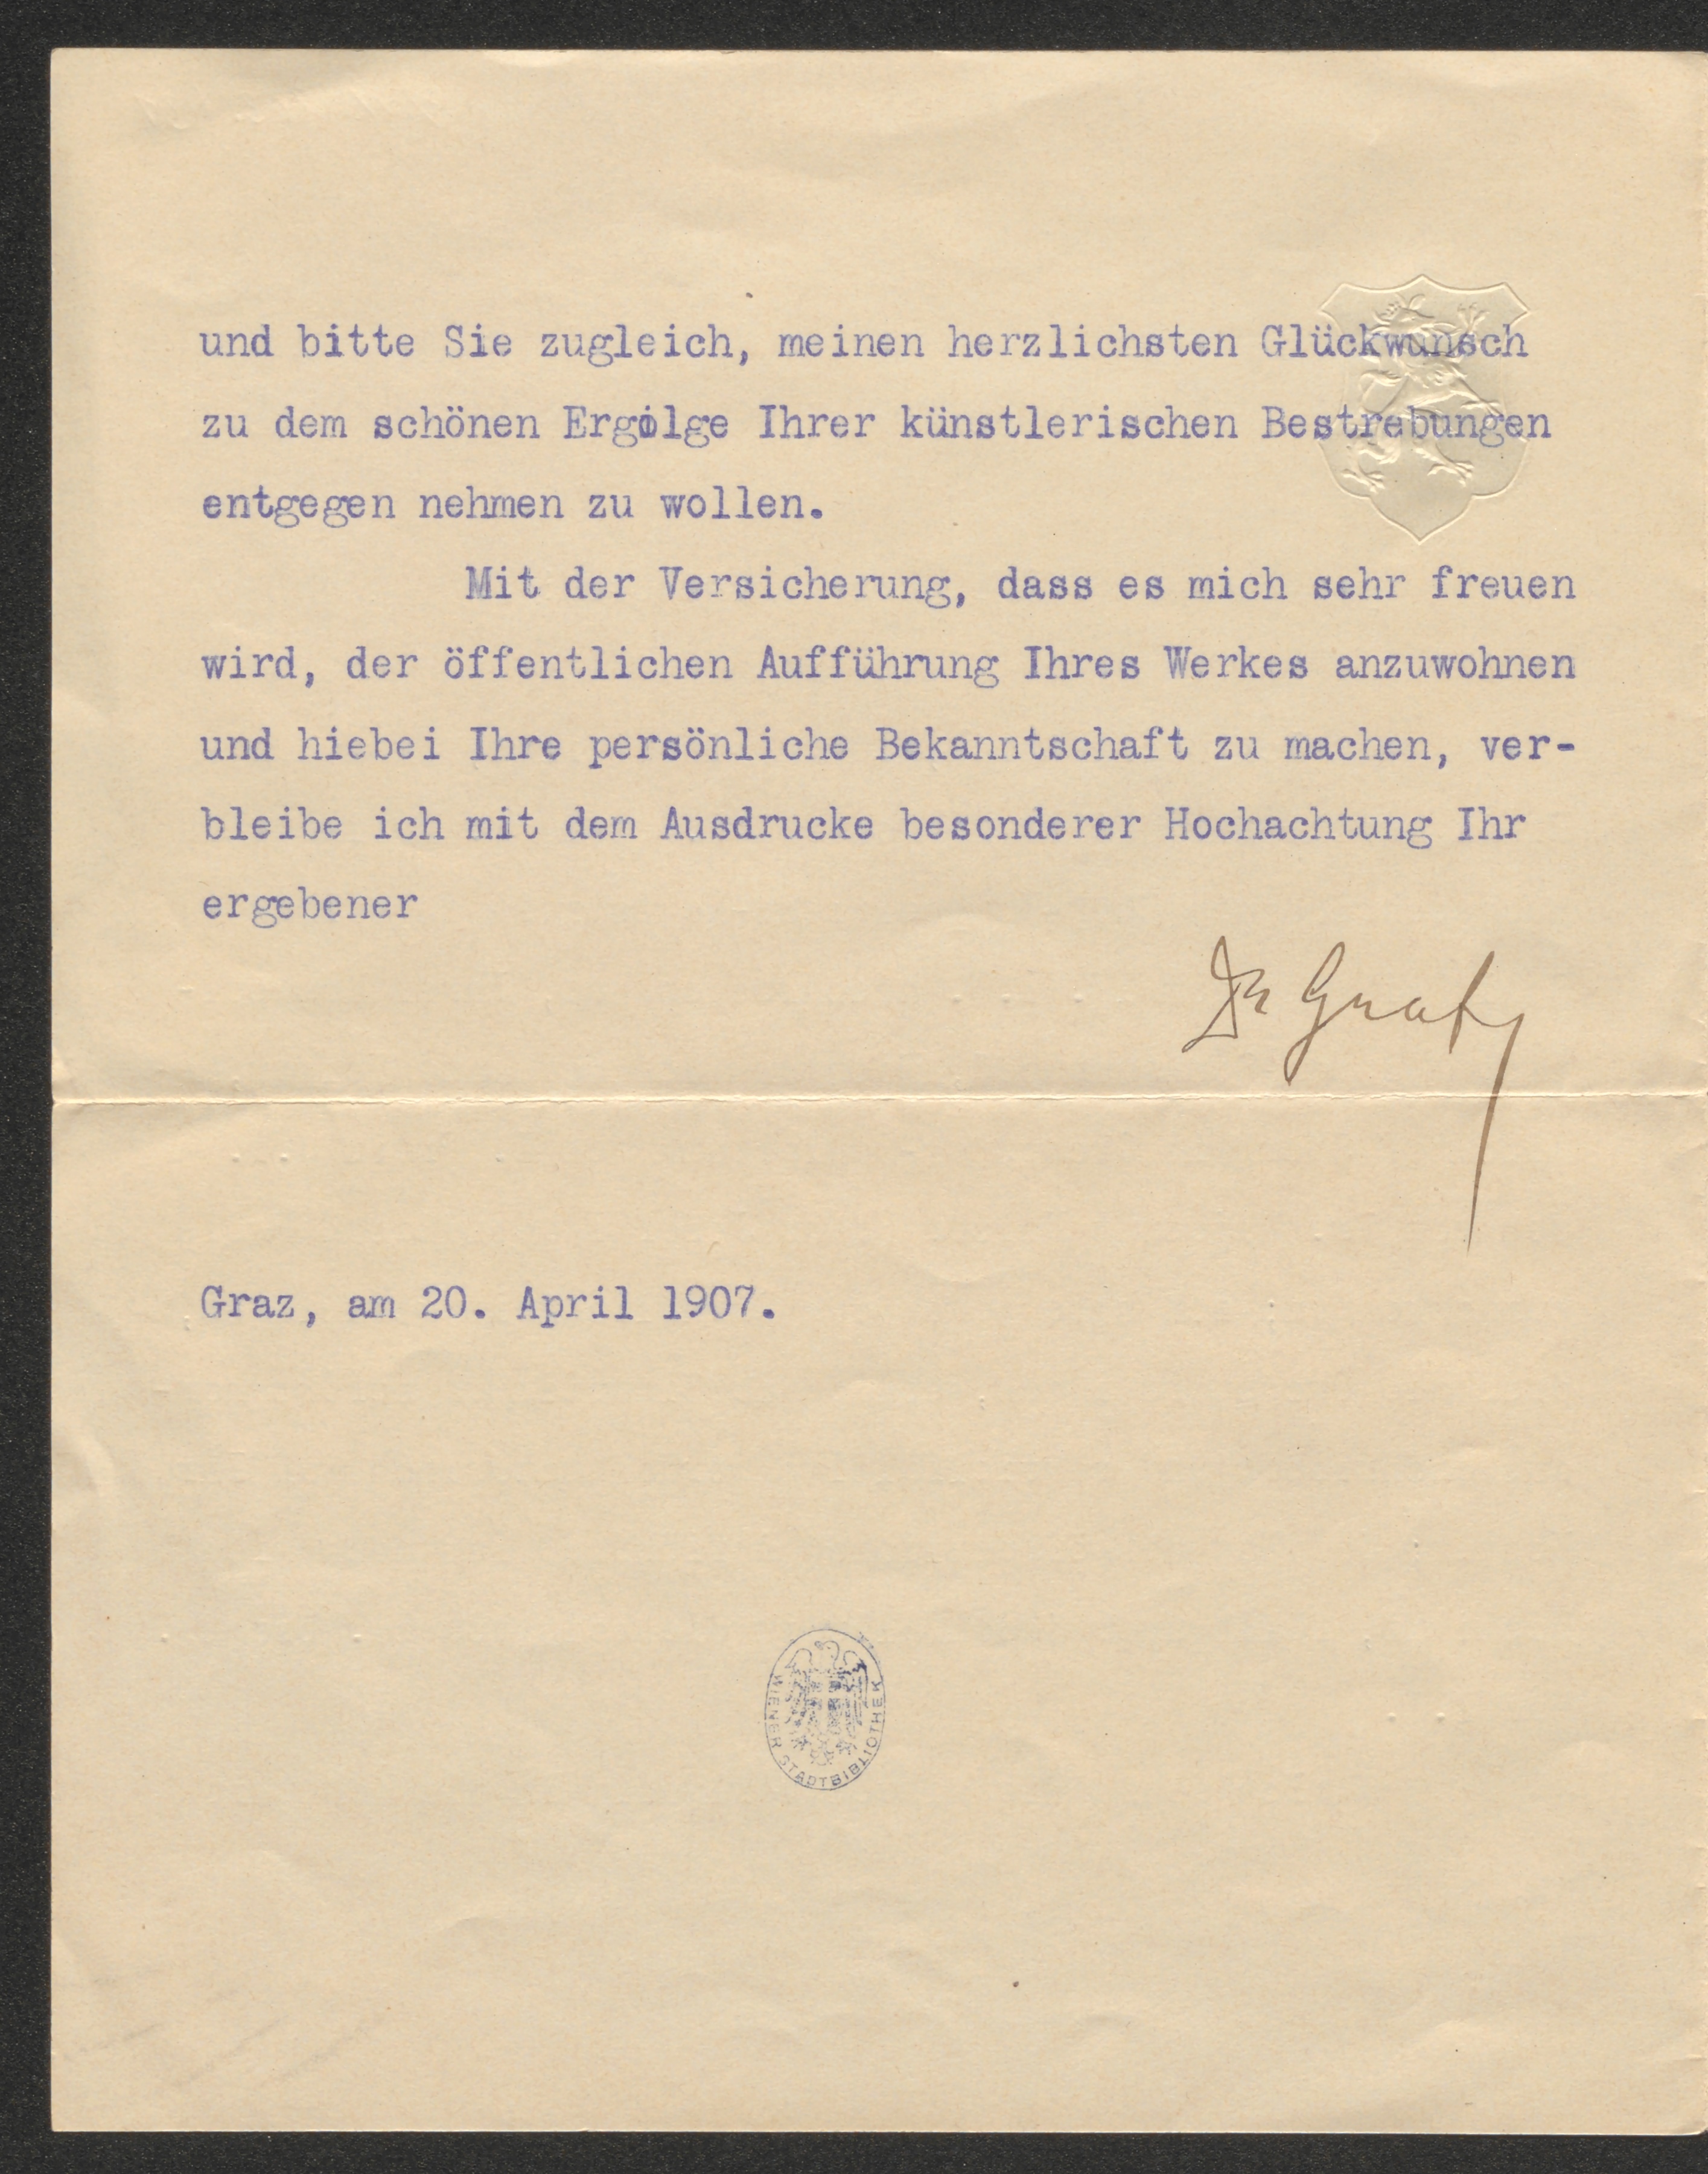 und bitte Sie zugleich, meinen herzlichsten Glückwunsch
zu dem schönen Ergolge Ihrer künstlerischen Bestrebungen
entgegen nehmen zu wollen.
Mit der Versicherung, dass es mich sehr freuen
wird, der öffentlichen Aufführung Ihres Werkes anzuwohnen
und hiebei Ihre persönliche Bekanntschaft zu machen, ver-
bleibe ich mit dem Ausdrucke besonderer Hochachtung Ihr
ergebener
Dr Graf
Graz, am 20. April 1907.
WIENER STADTBIBLIOTHEK